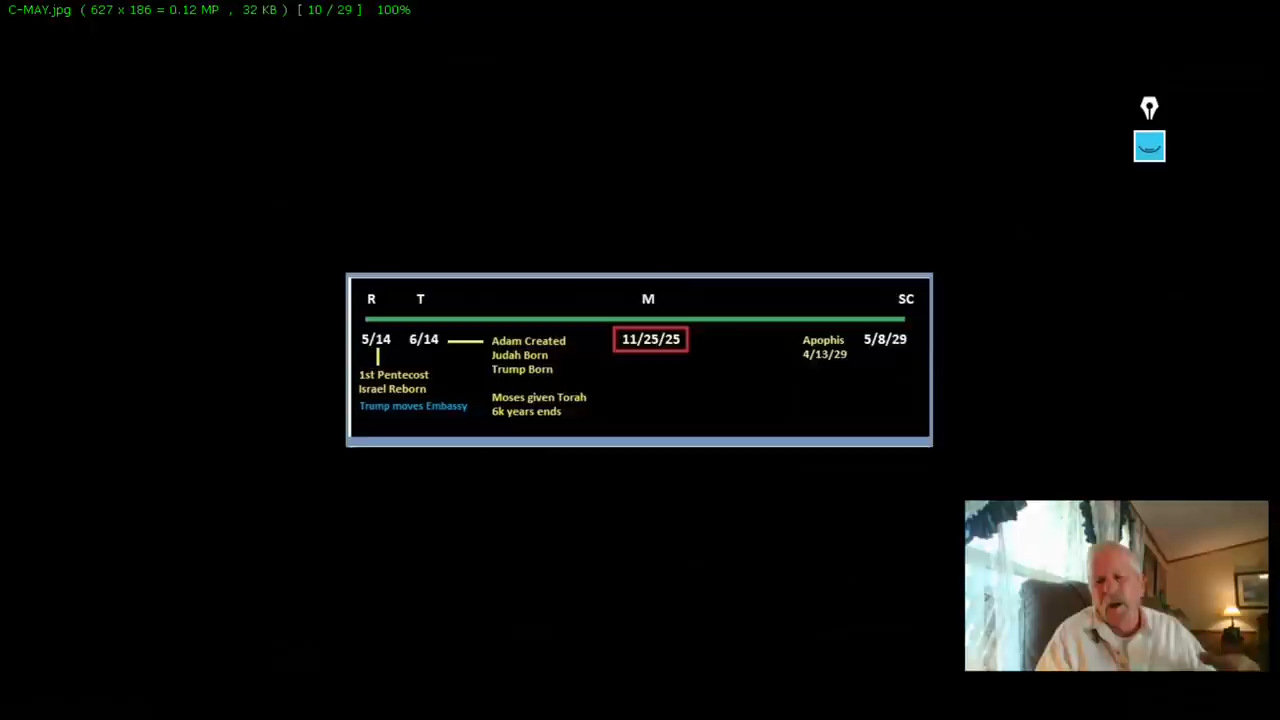 C-MAY.jpg  ( 627 x 186 = 0.12 MP  ,  32 KB )  [ 10 / 29 ]   100%
R T M SC
5/14 6/14 Adam Created 11/25/25 Apophis 5/8/29
Judah Born 4/13/29
Trump Born
1st Pentecost
Israel Reborn
Moses given Torah
Trump moves Embassy
6k years ends